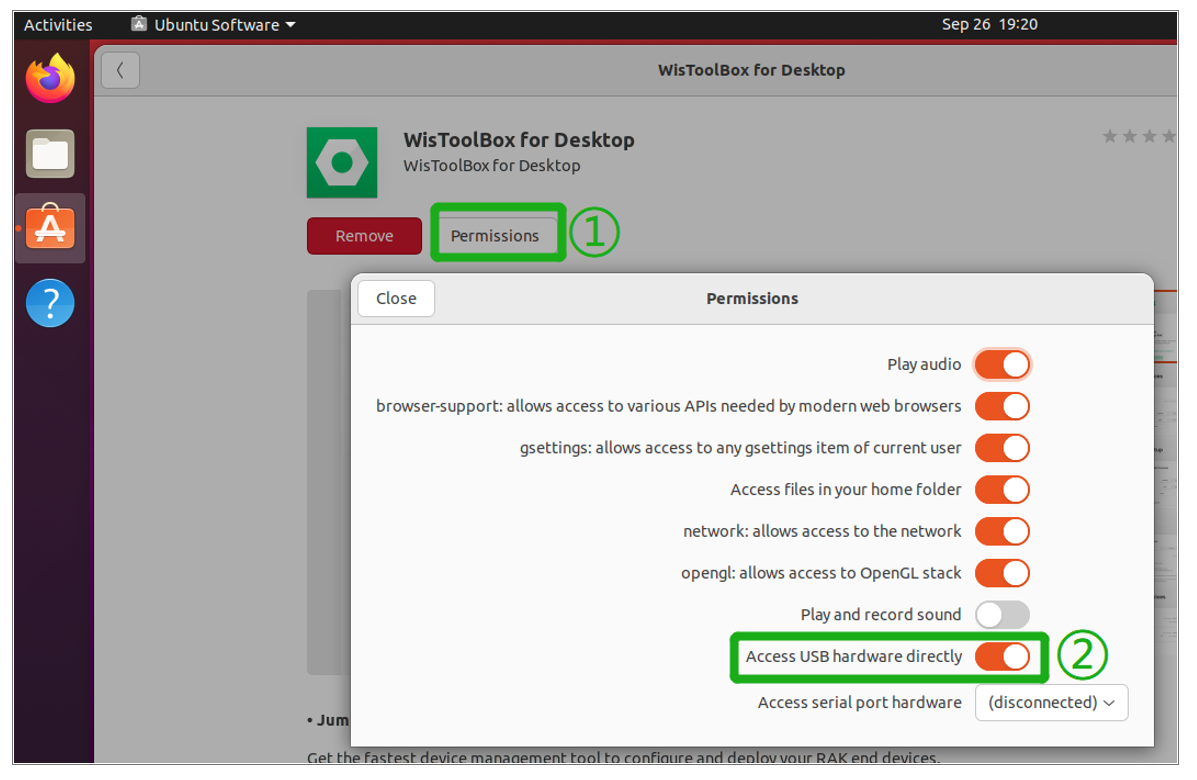 Activities Ubuntu Software Sep 26 19:20
WisToolBox for Desktop
WisToolBox for Desktop
WisToolBox for Desktop
Remove Permissions 1
Close Permissions
Play audio
browser-support: allows access to various APIs needed by modern web browsers
gsettings: allows access to any gsettings item of current user
Access files in your home folder
network: allows access to the network
opengl: allows access to OpenGL stack
Play and record sound
Access USB hardware directly 2
Access serial port hardware (disconnected)
• Jum
Get the fastest device management tool to configure and deploy your RAK end devices.